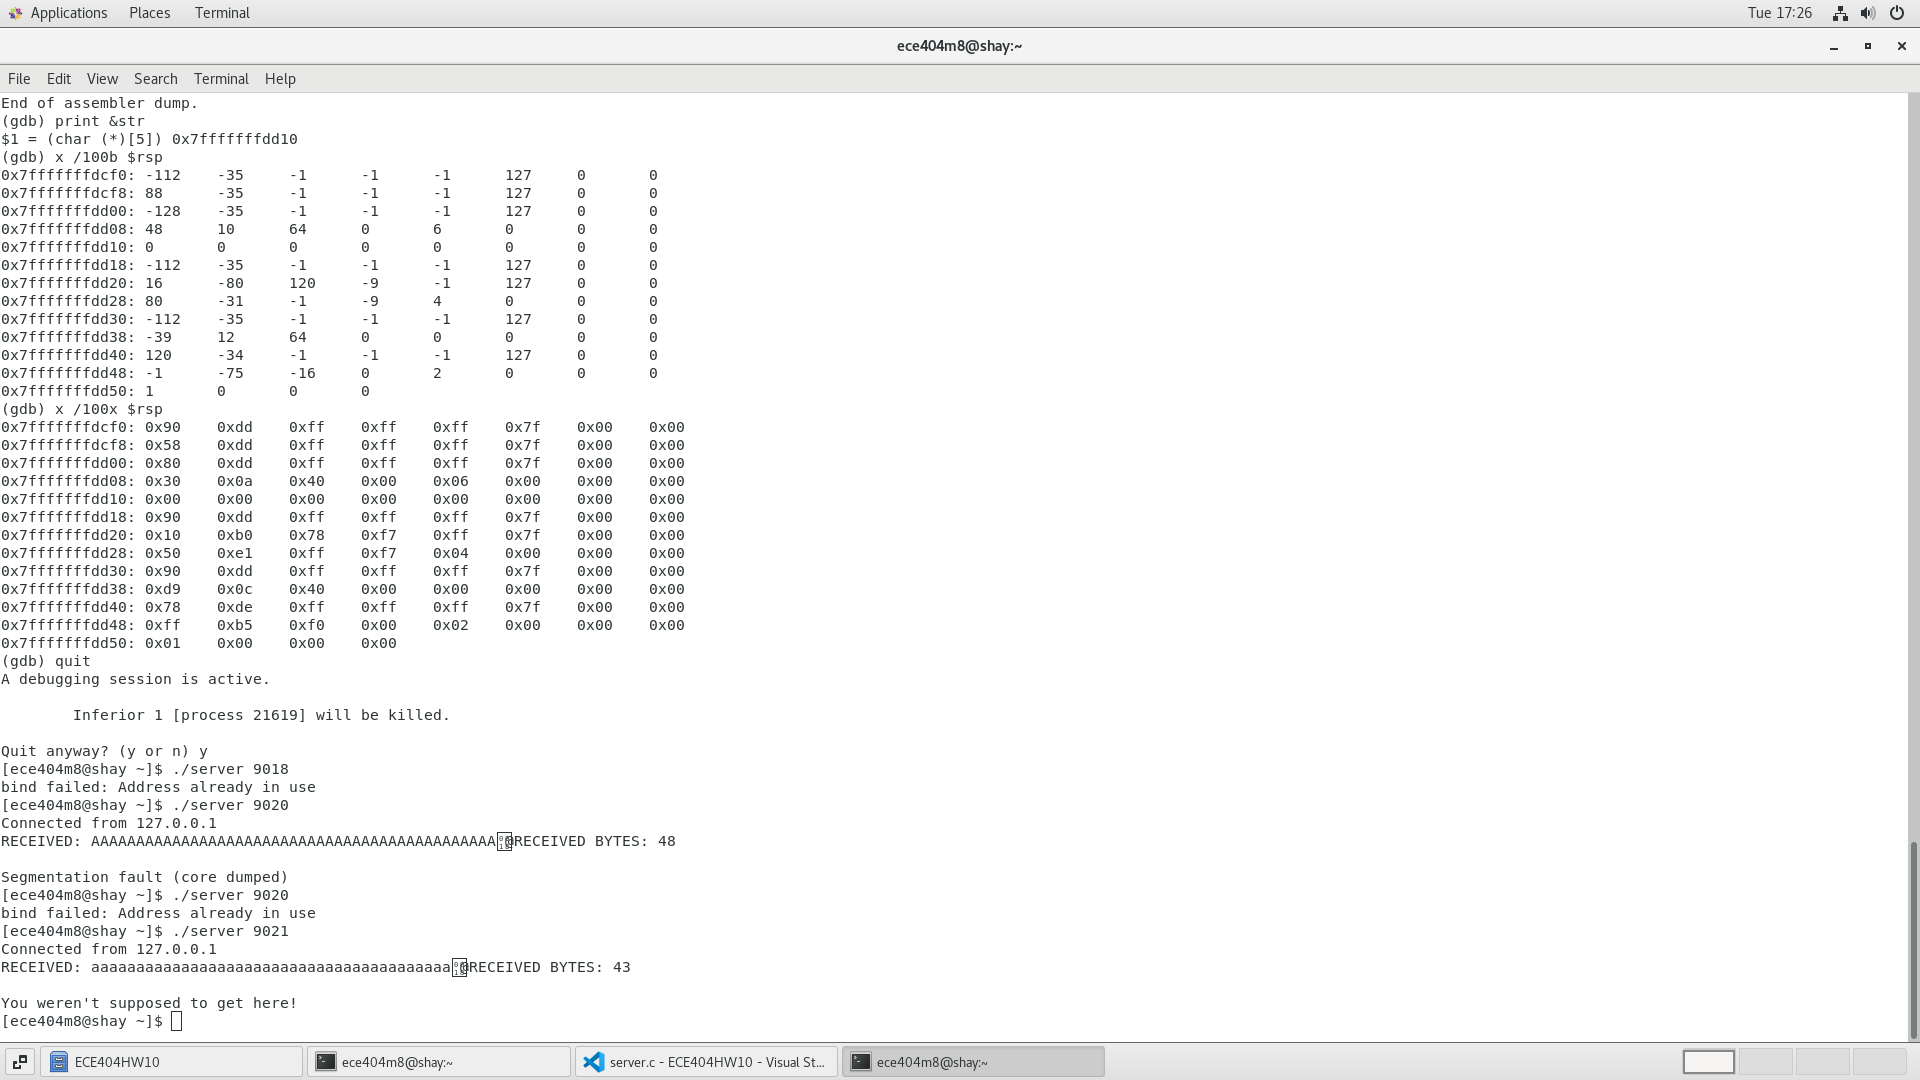 Applications Places Terminal Tue 17:26
ece404m8@shay:~
File Edit View Search Terminal Help
End of assembler dump.
(gdb) print &str
$1 = (char (*)[5]) 0x7fffffffdd10
(gdb) x /100b $rsp
0x7fffffffdcf0: -112 -35 -1 -1 -1 127 0 0
0x7fffffffdcf8: 88 -35 -1 -1 -1 127 0 0
0x7fffffffdd00: -128 -35 -1 -1 -1 127 0 0
0x7fffffffdd08: 48 10 64 0 6 0 0 0
0x7fffffffdd10: 0 0 0 0 0 0 0 0
0x7fffffffdd18: -112 -35 -1 -1 -1 127 0 0
0x7fffffffdd20: 16 -80 120 -9 -1 127 0 0
0x7fffffffdd28: 80 -31 -1 -9 4 0 0 0
0x7fffffffdd30: -112 -35 -1 -1 -1 127 0 0
0x7fffffffdd38: -39 12 64 0 0 0 0 0
0x7fffffffdd40: 120 -34 -1 -1 -1 127 0 0
0x7fffffffdd48: -1 -75 -16 0 2 0 0 0
0x7fffffffdd50: 1 0 0 0
(gdb) x /100x $rsp
0x7fffffffdcf0: 0x90 0xdd 0xff 0xff 0xff 0x7f 0x00 0x00
0x7fffffffdcf8: 0x58 0xdd 0xff 0xff 0xff 0x7f 0x00 0x00
0x7fffffffdd00: 0x80 0xdd 0xff 0xff 0xff 0x7f 0x00 0x00
0x7fffffffdd08: 0x30 0x0a 0x40 0x00 0x06 0x00 0x00 0x00
0x7fffffffdd10: 0x00 0x00 0x00 0x00 0x00 0x00 0x00 0x00
0x7fffffffdd18: 0x90 0xdd 0xff 0xff 0xff 0x7f 0x00 0x00
0x7fffffffdd20: 0x10 0xb0 0x78 0xf7 0xff 0x7f 0x00 0x00
0x7fffffffdd28: 0x50 0xe1 0xff 0xf7 0x04 0x00 0x00 0x00
0x7fffffffdd30: 0x90 0xdd 0xff 0xff 0xff 0x7f 0x00 0x00
0x7fffffffdd38: 0xd9 0x0c 0x40 0x00 0x00 0x00 0x00 0x00
0x7fffffffdd40: 0x78 0xde 0xff 0xff 0xff 0x7f 0x00 0x00
0x7fffffffdd48: 0xff 0xb5 0xf0 0x00 0x02 0x00 0x00 0x00
0x7fffffffdd50: 0x01 0x00 0x00 0x00
(gdb) quit
A debugging session is active.
Inferior 1 [process 21619] will be killed.
Quit anyway? (y or n) y
[ece404m8@shay ~]$ ./server 9018
bind failed: Address already in use
[ece404m8@shay ~]$ ./server 9020
Connected from 127.0.0.1
RECEIVED: AAAAAAAAAAAAAAAAAAAAAAAAAAAAAAAAAAAAAAAAAAAAA@RECEIVED BYTES: 48
Segmentation fault (core dumped)
[ece404m8@shay ~]$ ./server 9020
bind failed: Address already in use
[ece404m8@shay ~]$ ./server 9021
Connected from 127.0.0.1
RECEIVED: aaaaaaaaaaaaaaaaaaaaaaaaaaaaaaaaaaaaaaaa@RECEIVED BYTES: 43
You weren't supposed to get here!
[ece404m8@shay ~]$
ECE404HW10 ece404m8@shay:~ server.c - ECE404HW10 - Visual St... ece404m8@shay:~